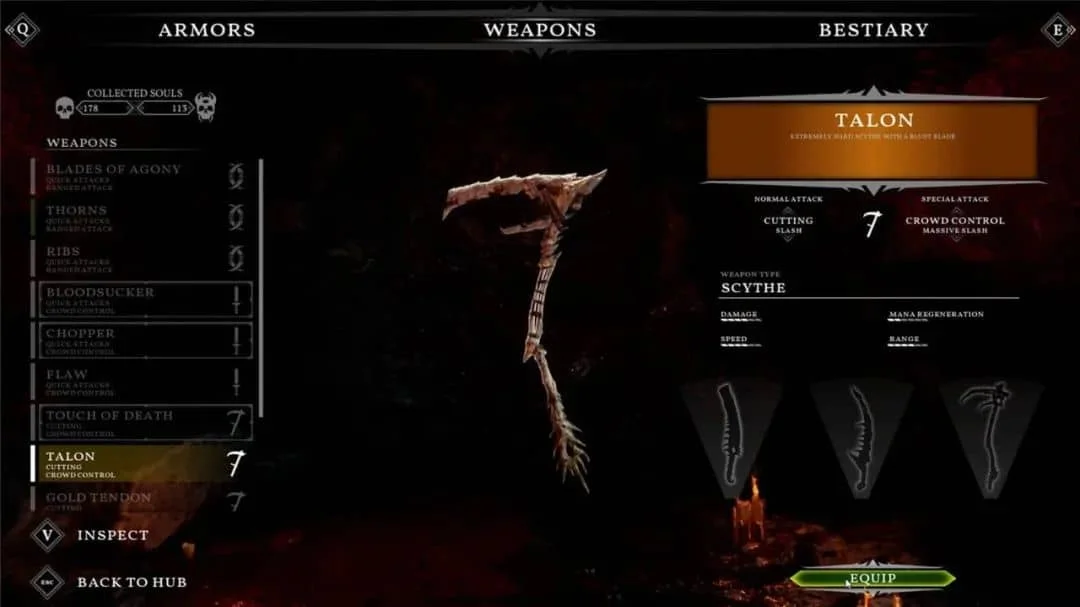 Q
ARMORS
WEAPONS
BESTIARY
E
COLLECTED SOULS
178
113
WEAPONS
BLADES OF AGONY
QUICK ATTACKS
RANGED ATTACK
THORNS
QUICK ATTACKS
RANGED ATTACK
RIBS
QUICK ATTACKS
RANGED ATTACK
BLOODSUCKER
QUICK ATTACKS
CROWD CONTROL
CHOPPER
QUICK ATTACKS
CROWD CONTROL
FLAW
QUICK ATTACKS
CROWD CONTROL
TOUCH OF DEATH
CUTTING
CROWD CONTROL
TALON
CUTTING
CROWD CONTROL
GOLD TENDON
CUTTING
V
INSPECT
ESC
BACK TO HUB
TALON
EXTREMELY HARD SCYTHE WITH A BLUNT BLADE
NORMAL ATTACK
CUTTING
SLASH
SPECIAL ATTACK
CROWD CONTROL
MASSIVE SLASH
WEAPON TYPE
SCYTHE
DAMAGE
MANA REGENERATION
SPEED
RANGE
EQUIP